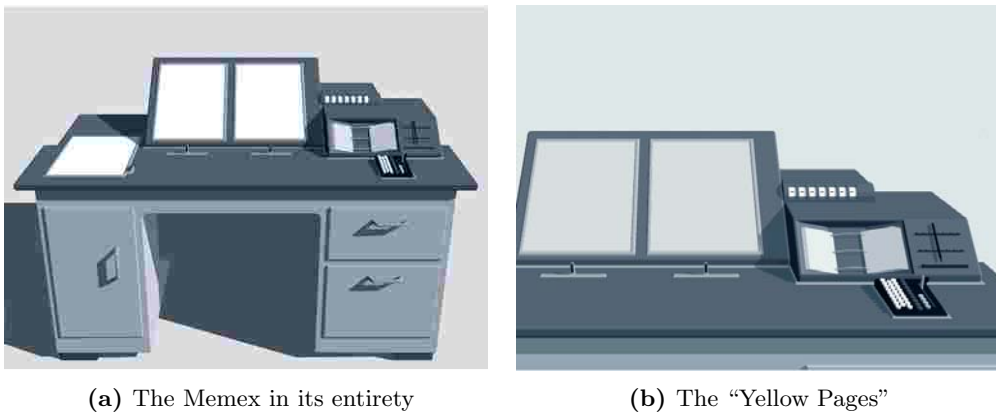 (a) The Memex in its entirety
(b) The “Yellow Pages”